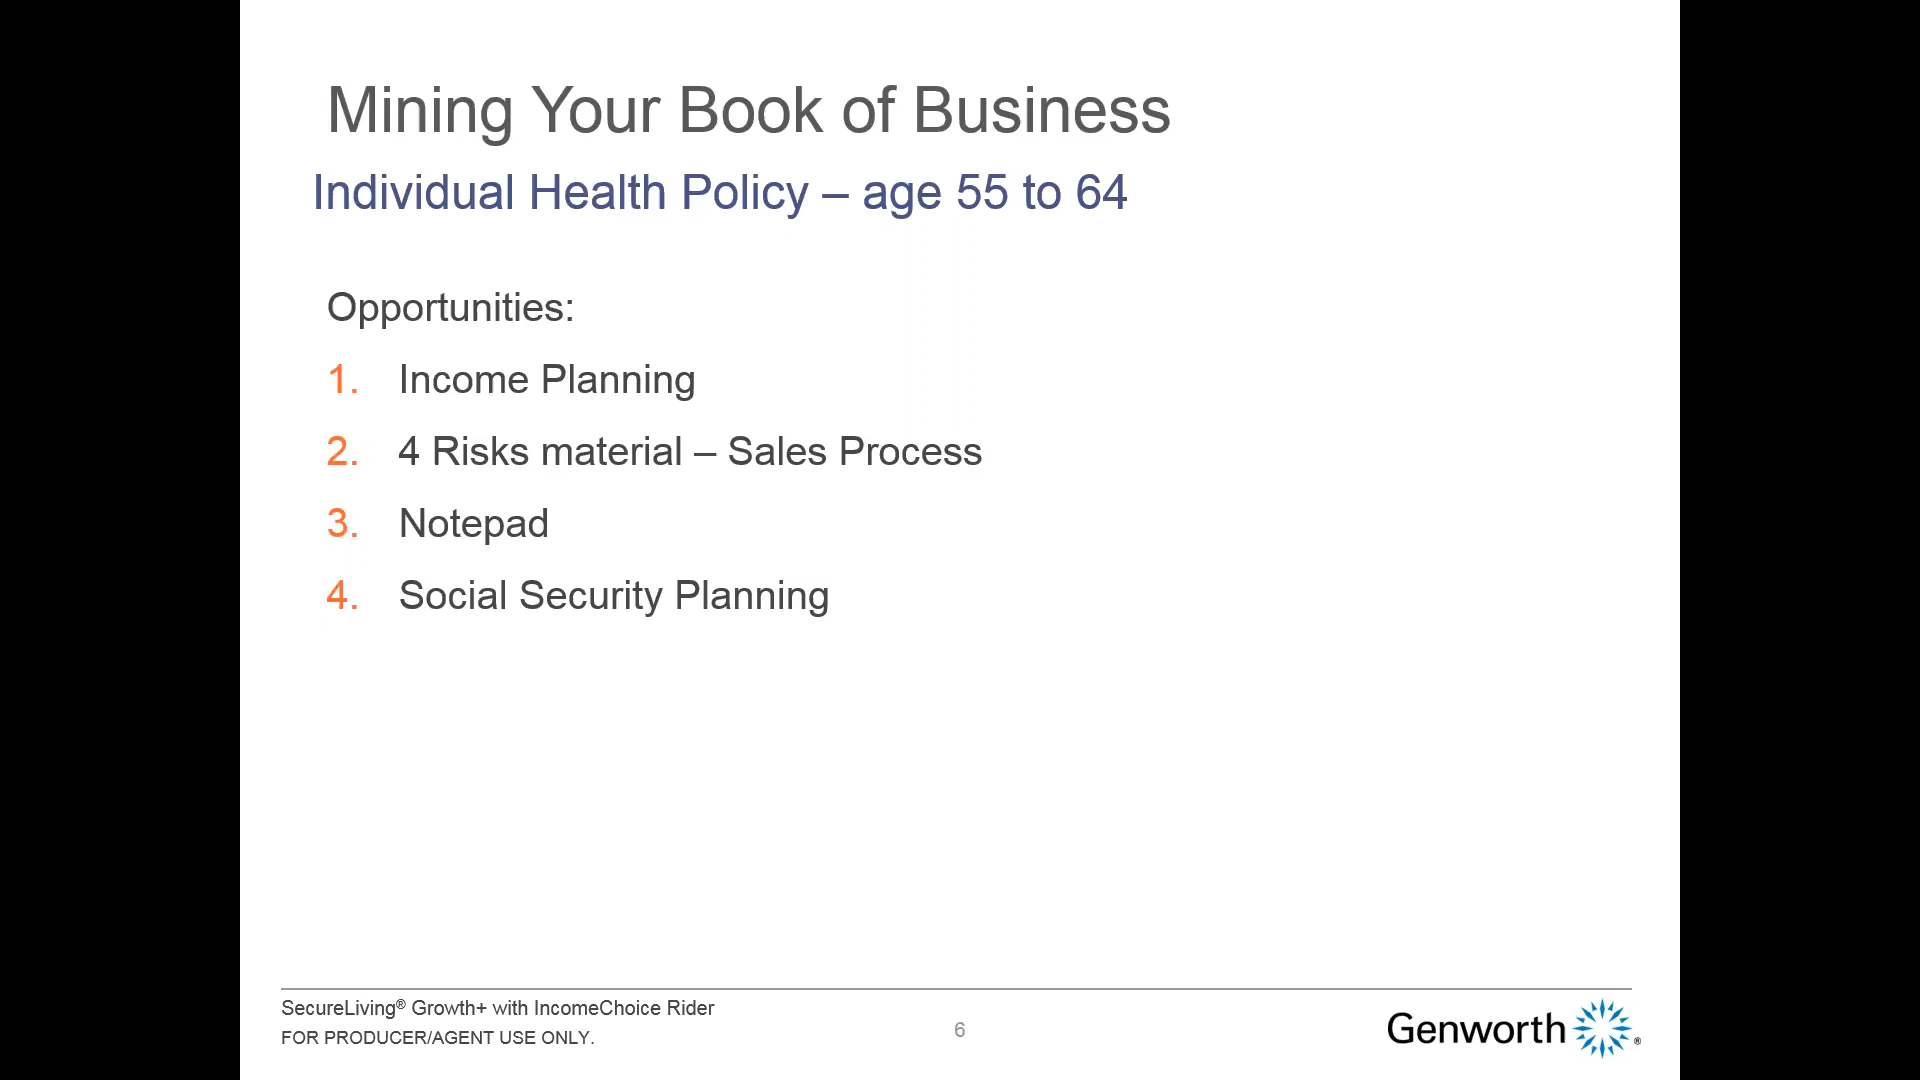 Mining Your Book of Business
Individual Health Policy – age 55 to 64
Opportunities:
1. Income Planning
2. 4 Risks material – Sales Process
3. Notepad
4. Social Security Planning
SecureLiving® Growth+ with IncomeChoice Rider
FOR PRODUCER/AGENT USE ONLY.
6
Genworth®